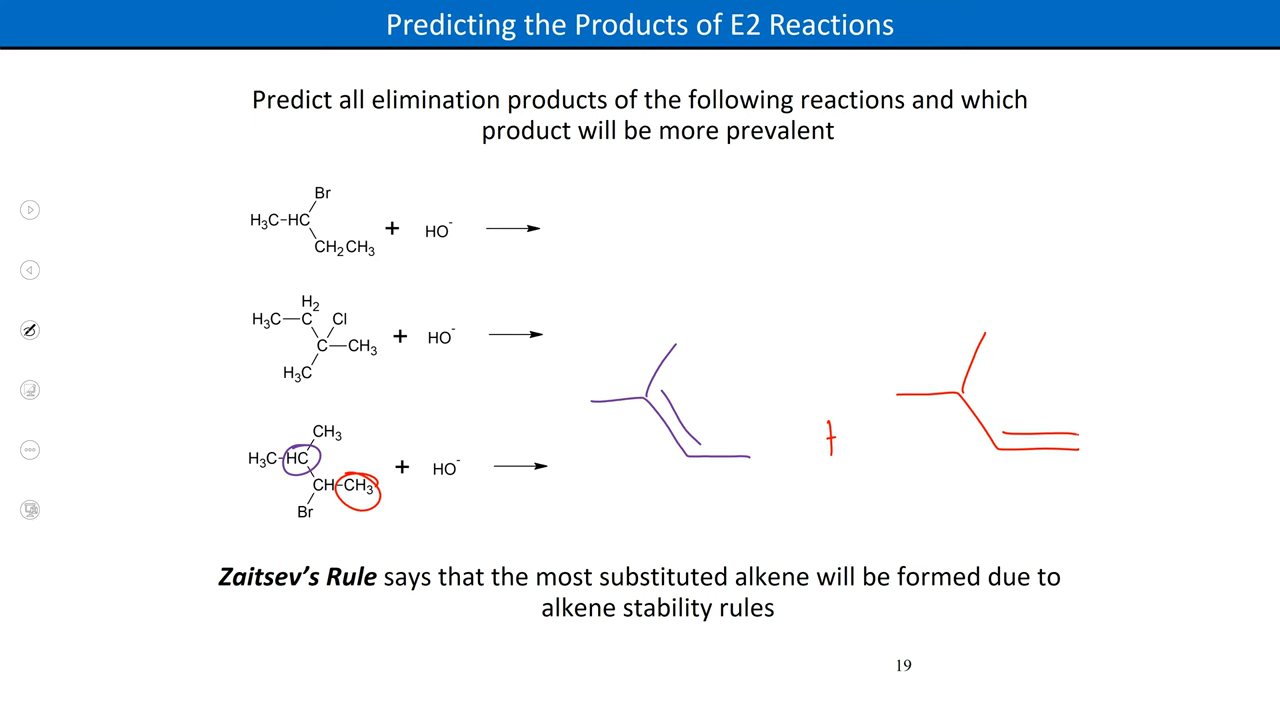 Predicting the Products of E2 Reactions
Predict all elimination products of the following reactions and which
product will be more prevalent
Br
H₃C-HC + HO⁻
CH₂CH₃
H₂
H₃C—C Cl
C—CH₃ + HO⁻
H₃C
CH₃
H₃C-HC + HO⁻ +
CH-CH₃
Br
Zaitsev's Rule says that the most substituted alkene will be formed due to
alkene stability rules
19